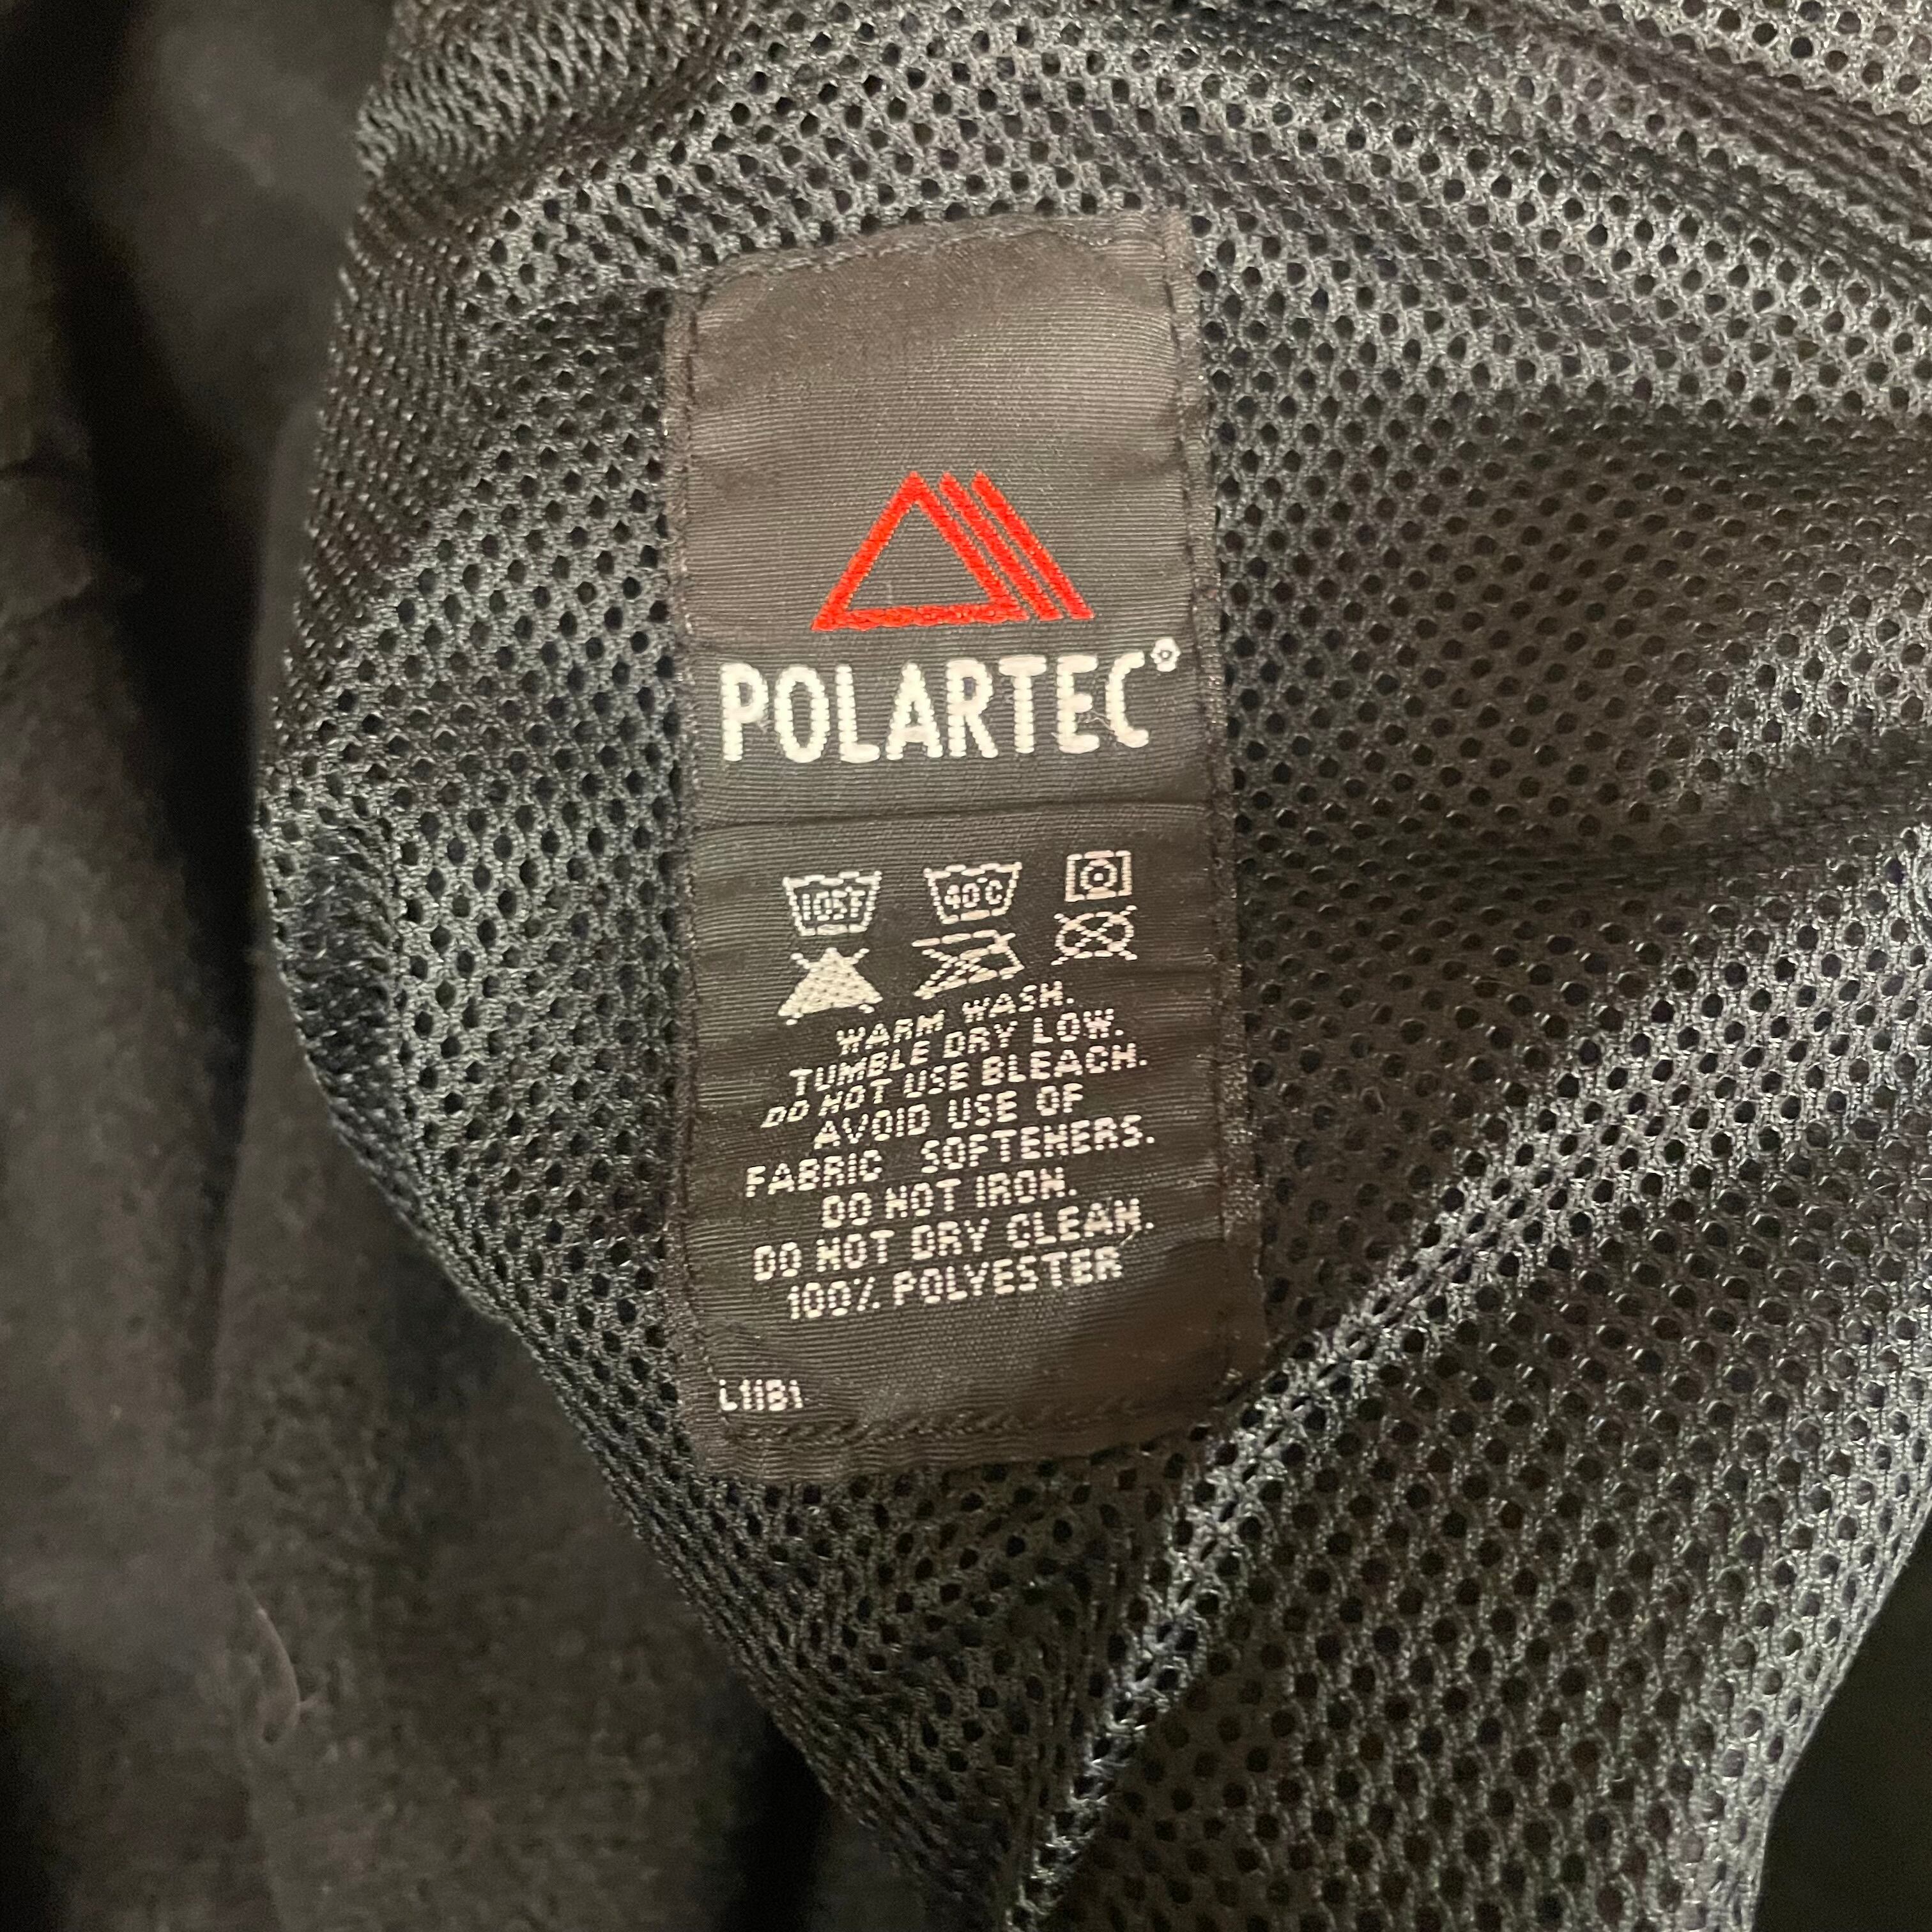 POLARTEC®
105F 40°C
WARM WASH.
TUMBLE DRY LOW.
DO NOT USE BLEACH.
AVOID USE OF
FABRIC SOFTENERS.
DO NOT IRON.
DO NOT DRY CLEAN.
100% POLYESTER